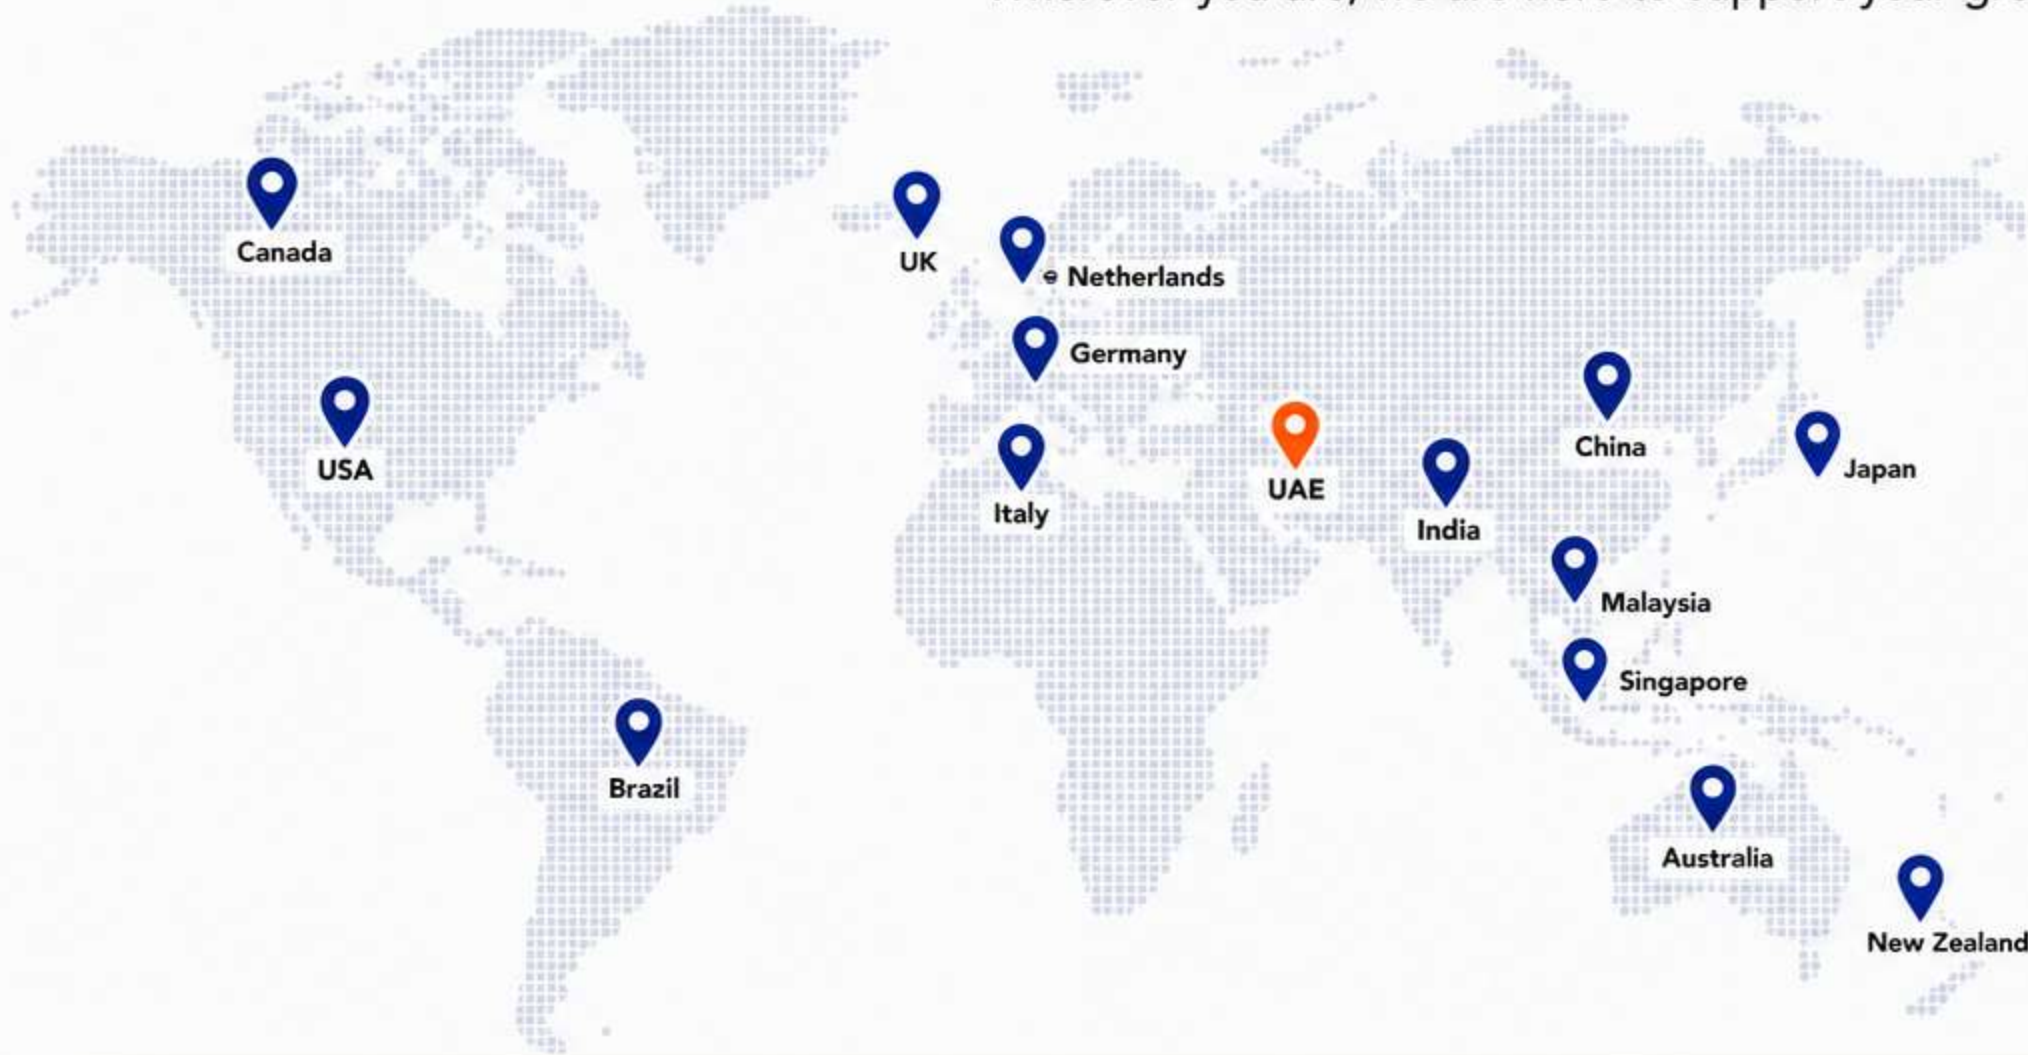 Canada
UK
Netherlands
Germany
USA
China
Japan
UAE
Italy
India
Malaysia
Singapore
Brazil
Australia
New Zealand